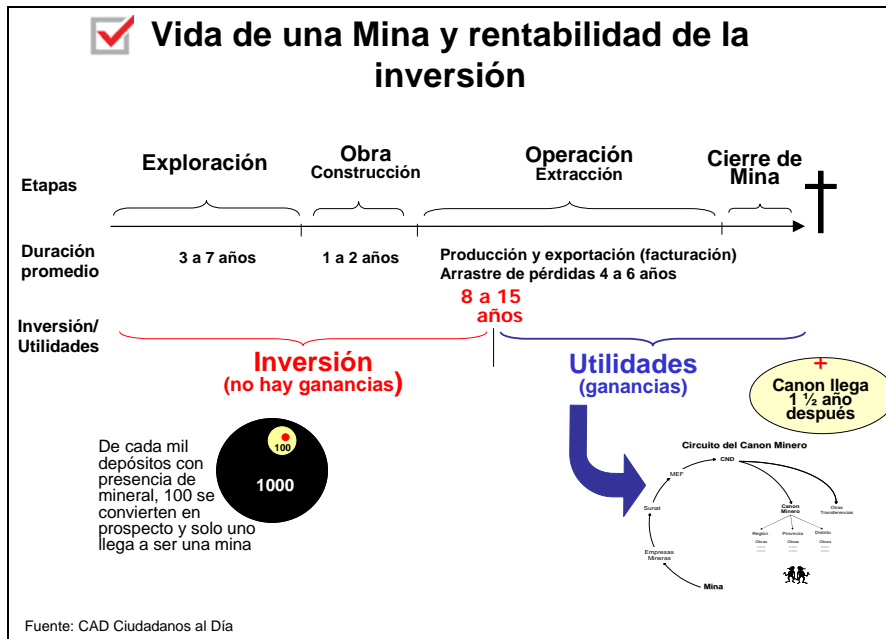 Vida de una Mina y rentabilidad de la
inversión
Etapas
Exploración
Obra
Construcción
Operación
Extracción
Cierre de
Mina
Duración
promedio
3 a 7 años
1 a 2 años
Producción y exportación (facturación)
Arrastre de pérdidas 4 a 6 años
8 a 15
años
Inversión/
Utilidades
Inversión
(no hay ganancias)
Utilidades
(ganancias)
+
Canon llega
1 ½ año
después
De cada mil
depósitos con
presencia de
mineral, 100 se
convierten en
prospecto y solo uno
llega a ser una mina
100
1000
Circuito del Canon Minero
CND
MEF
Sunat
Empresas
Mineras
Mina
Canon
Minero
Otras
Transferencias
Región Provincia Distrito
Obras Obras Obras
Fuente: CAD Ciudadanos al Día